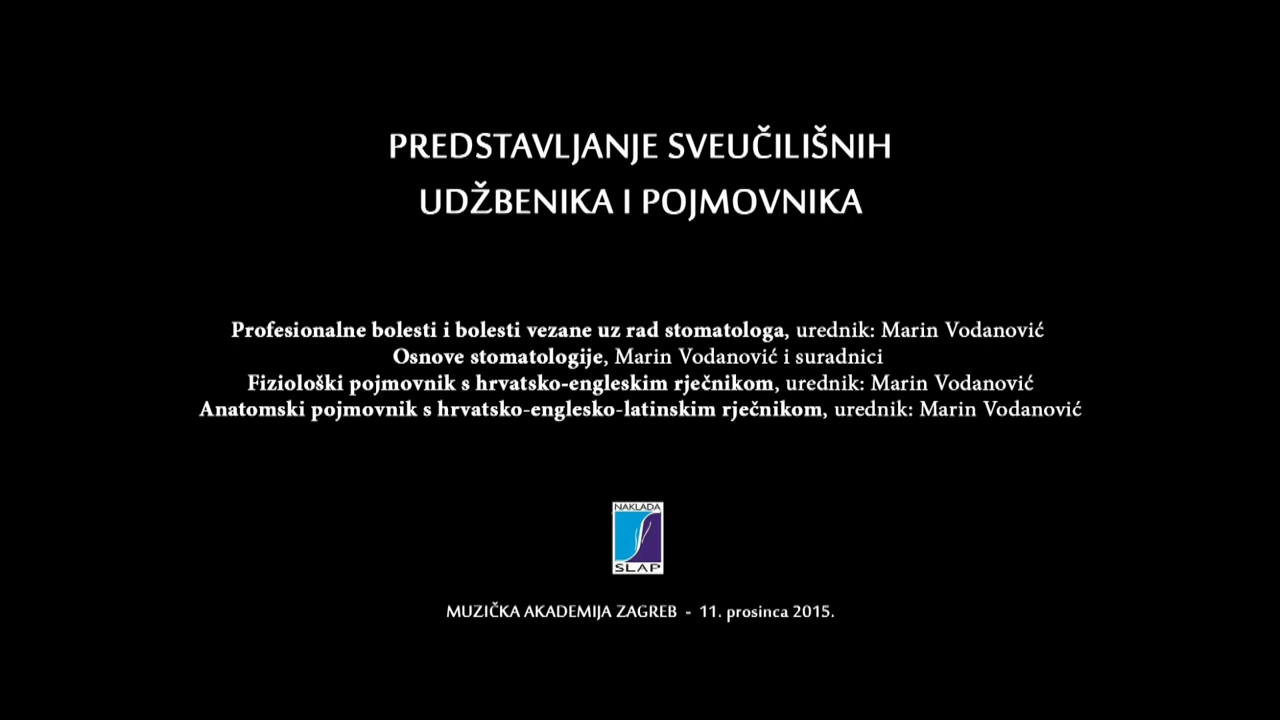 PREDSTAVLJANJE SVEUČILIŠNIH
UDŽBENIKA I POJMOVNIKA
Profesionalne bolesti i bolesti vezane uz rad stomatologa, urednik: Marin Vodanović
Osnove stomatologije, Marin Vodanović i suradnici
Fiziološki pojmovnik s hrvatsko-engleskim rječnikom, urednik: Marin Vodanović
Anatomski pojmovnik s hrvatsko-englesko-latinskim rječnikom, urednik: Marin Vodanović
NAKLADA
SLAP
MUZIČKA AKADEMIJA ZAGREB - 11. prosinca 2015.